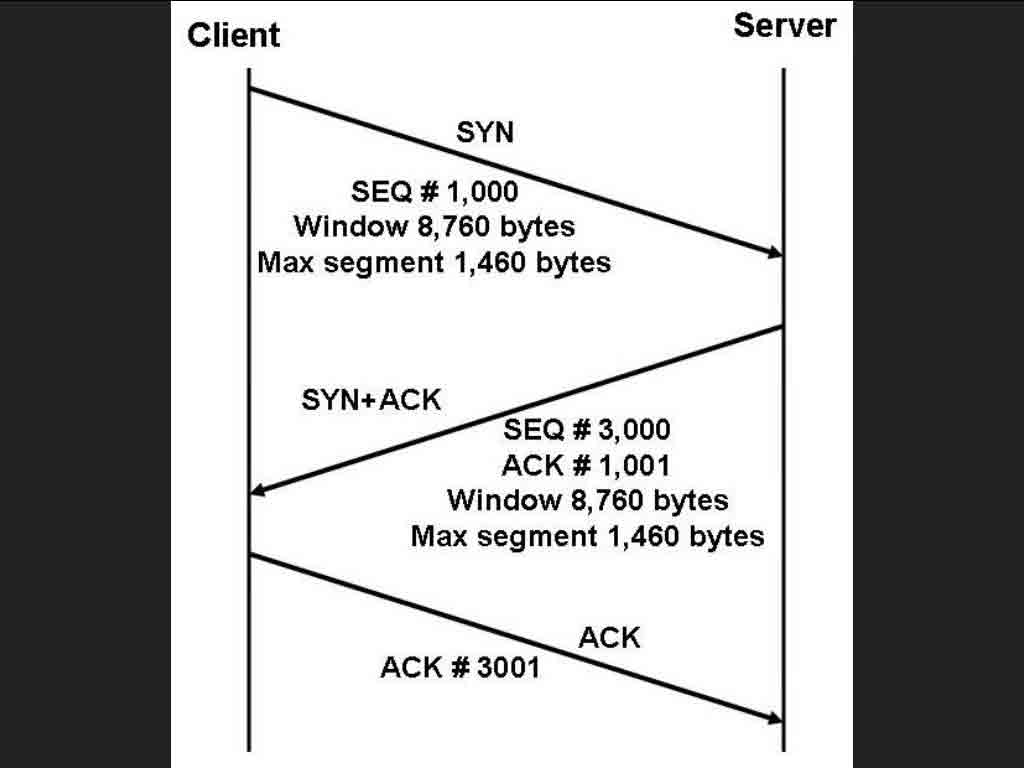 Client
Server
SYN
SEQ # 1,000
Window 8,760 bytes
Max segment 1,460 bytes
SYN+ACK
SEQ # 3,000
ACK # 1,001
Window 8,760 bytes
Max segment 1,460 bytes
ACK
ACK # 3001